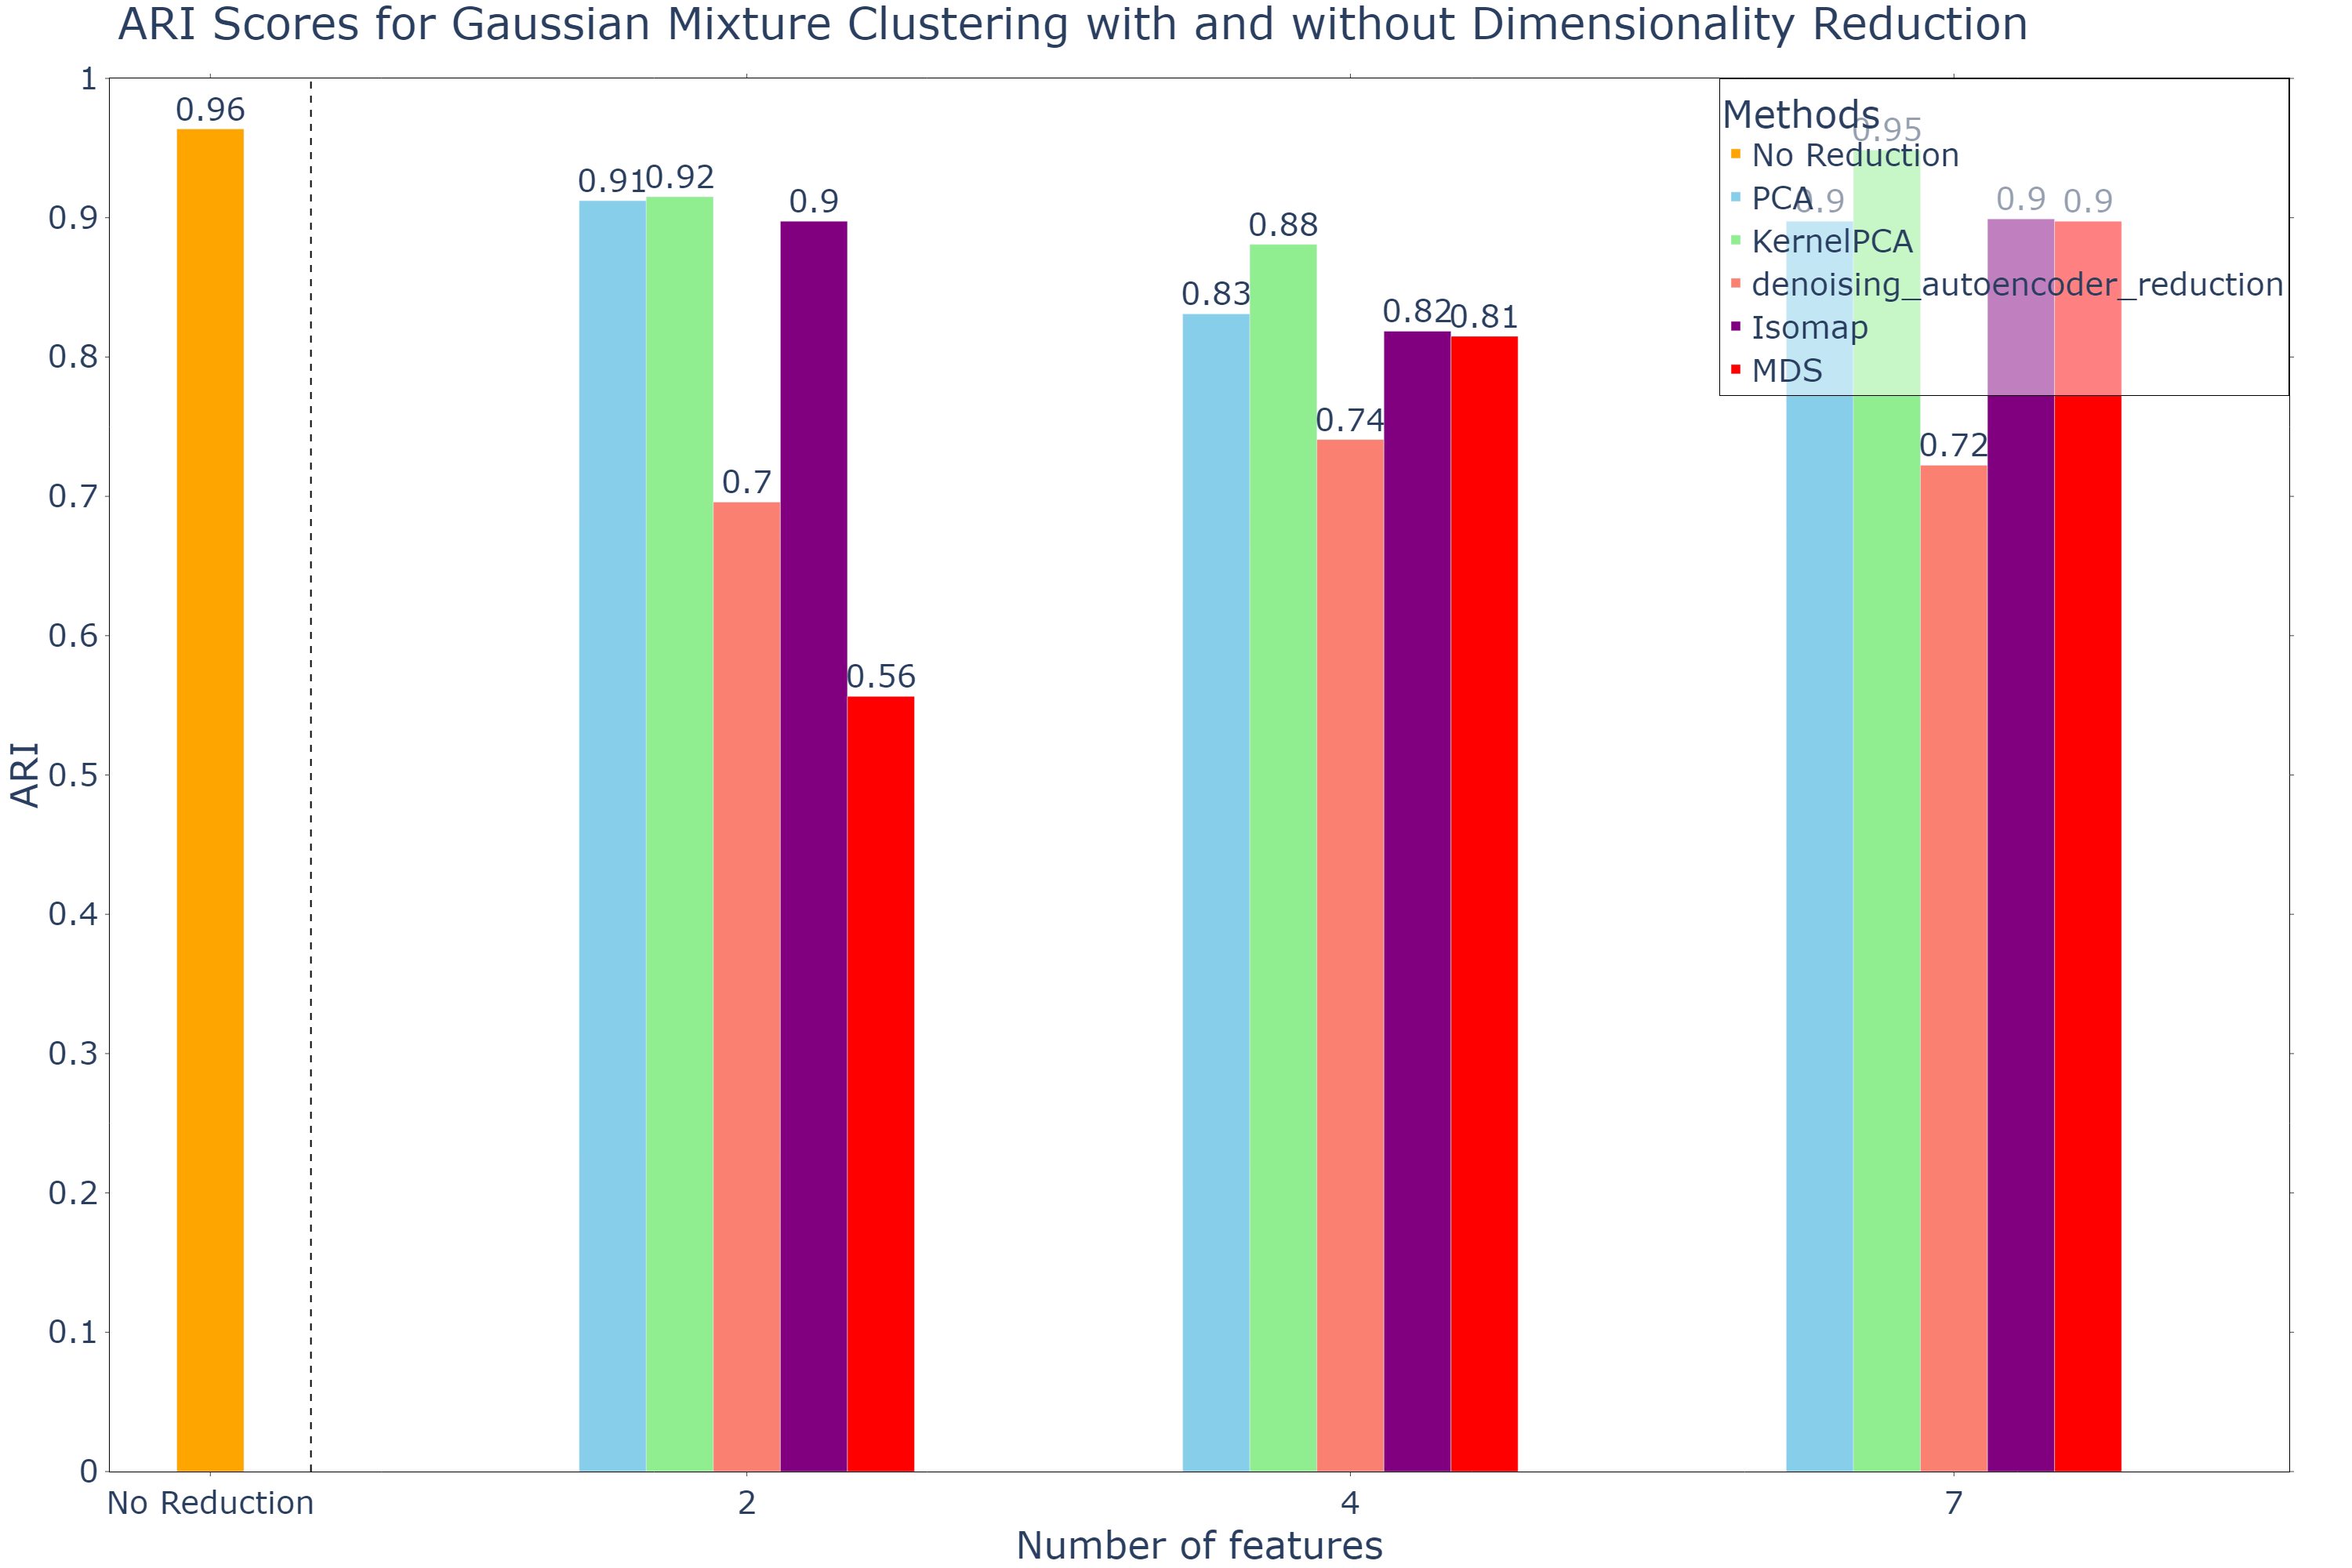 ARI Scores for Gaussian Mixture Clustering with and without Dimensionality Reduction
ARI
1
0.9
0.8
0.7
0.6
0.5
0.4
0.3
0.2
0.1
0
0.96
0.91
0.92
0.7
0.9
0.56
0.83
0.88
0.74
0.82
0.81
0.9
0.95
0.72
0.9
0.9
Methods
No Reduction
PCA
KernelPCA
denoising_autoencoder_reduction
Isomap
MDS
No Reduction
2
4
7
Number of features